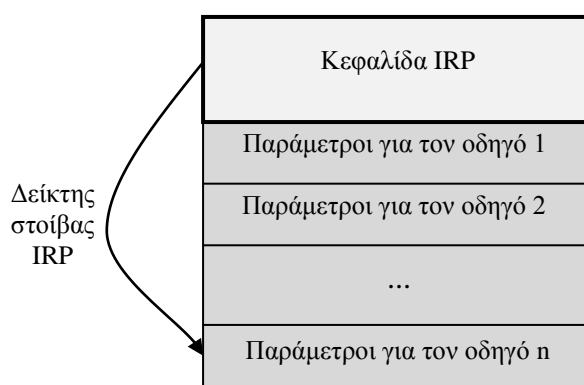 Κεφαλίδα IRP
Παράμετροι για τον οδηγό 1
Παράμετροι για τον οδηγό 2
...
Παράμετροι για τον οδηγό n
Δείκτης
στοίβας
IRP